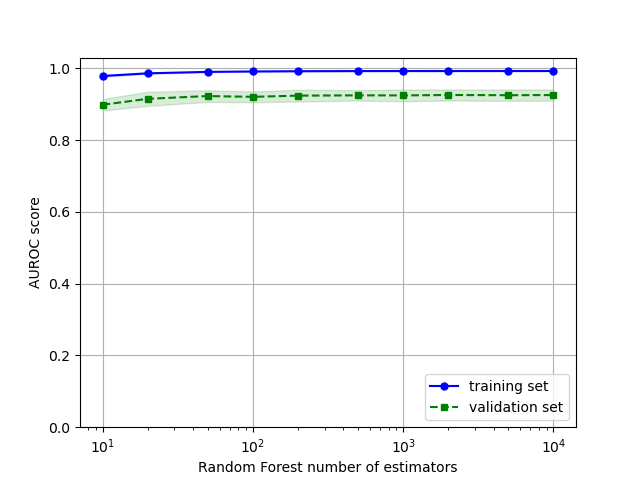 1.0
0.8
0.6
0.4
0.2
0.0
AUROC score
10¹
10²
10³
10⁴
Random Forest number of estimators
training set
validation set